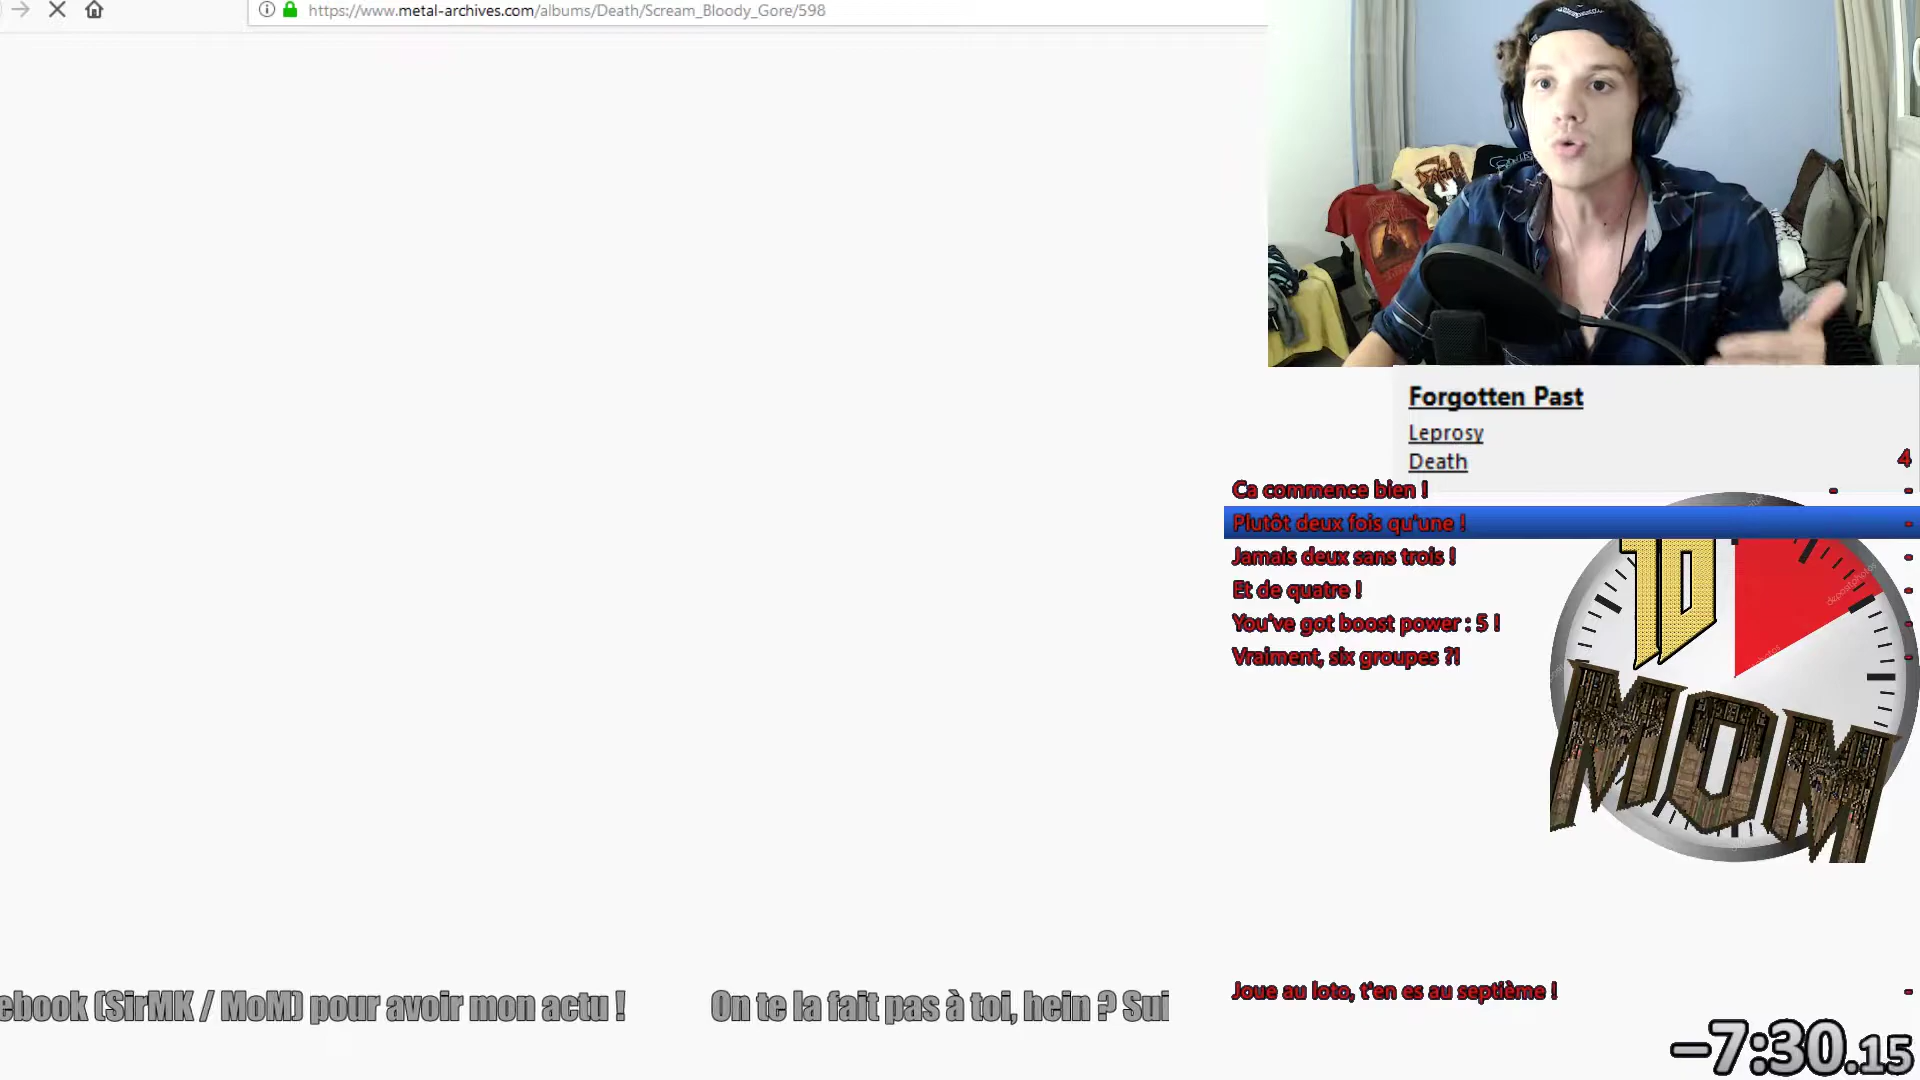 https://www.metal-archives.com/albums/Death/Scream_Bloody_Gore/598
Forgotten Past
Leprosy
Death
4
Ca commence bien ! - -
Plutôt deux fois qu'une ! -
Jamais deux sans trois ! -
Et de quatre ! -
You've got boost power : 5 ! -
Vraiment, six groupes ?! -
10
MOM
depositphotos
ebook (SirMK / MoM) pour avoir mon actu !
On te la fait pas à toi, hein ? Sui
Joue au loto, t'en es au septième ! -
–7:30.15